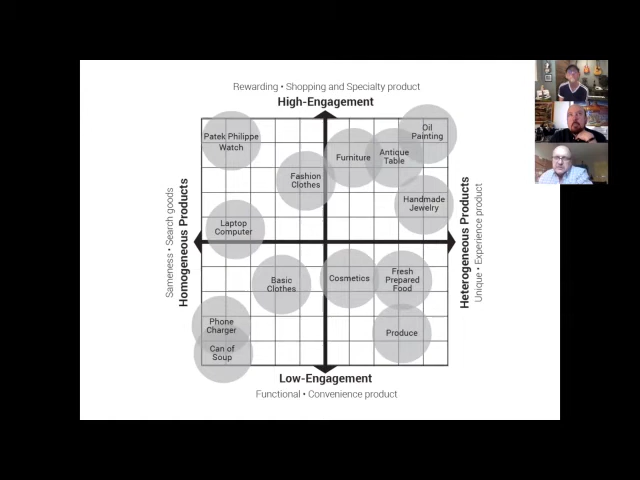 Rewarding • Shopping and Specialty product
High-Engagement
Patek Philippe
Watch
Oil
Painting
Furniture
Antique
Table
Fashion
Clothes
Handmade
Jewelry
Laptop
Computer
Sameness • Search goods
Homogeneous Products
Heterogeneous Products
Unique • Experience product
Basic
Clothes
Cosmetics
Fresh
Prepared
Food
Phone
Charger
Produce
Can of
Soup
Low-Engagement
Functional • Convenience product